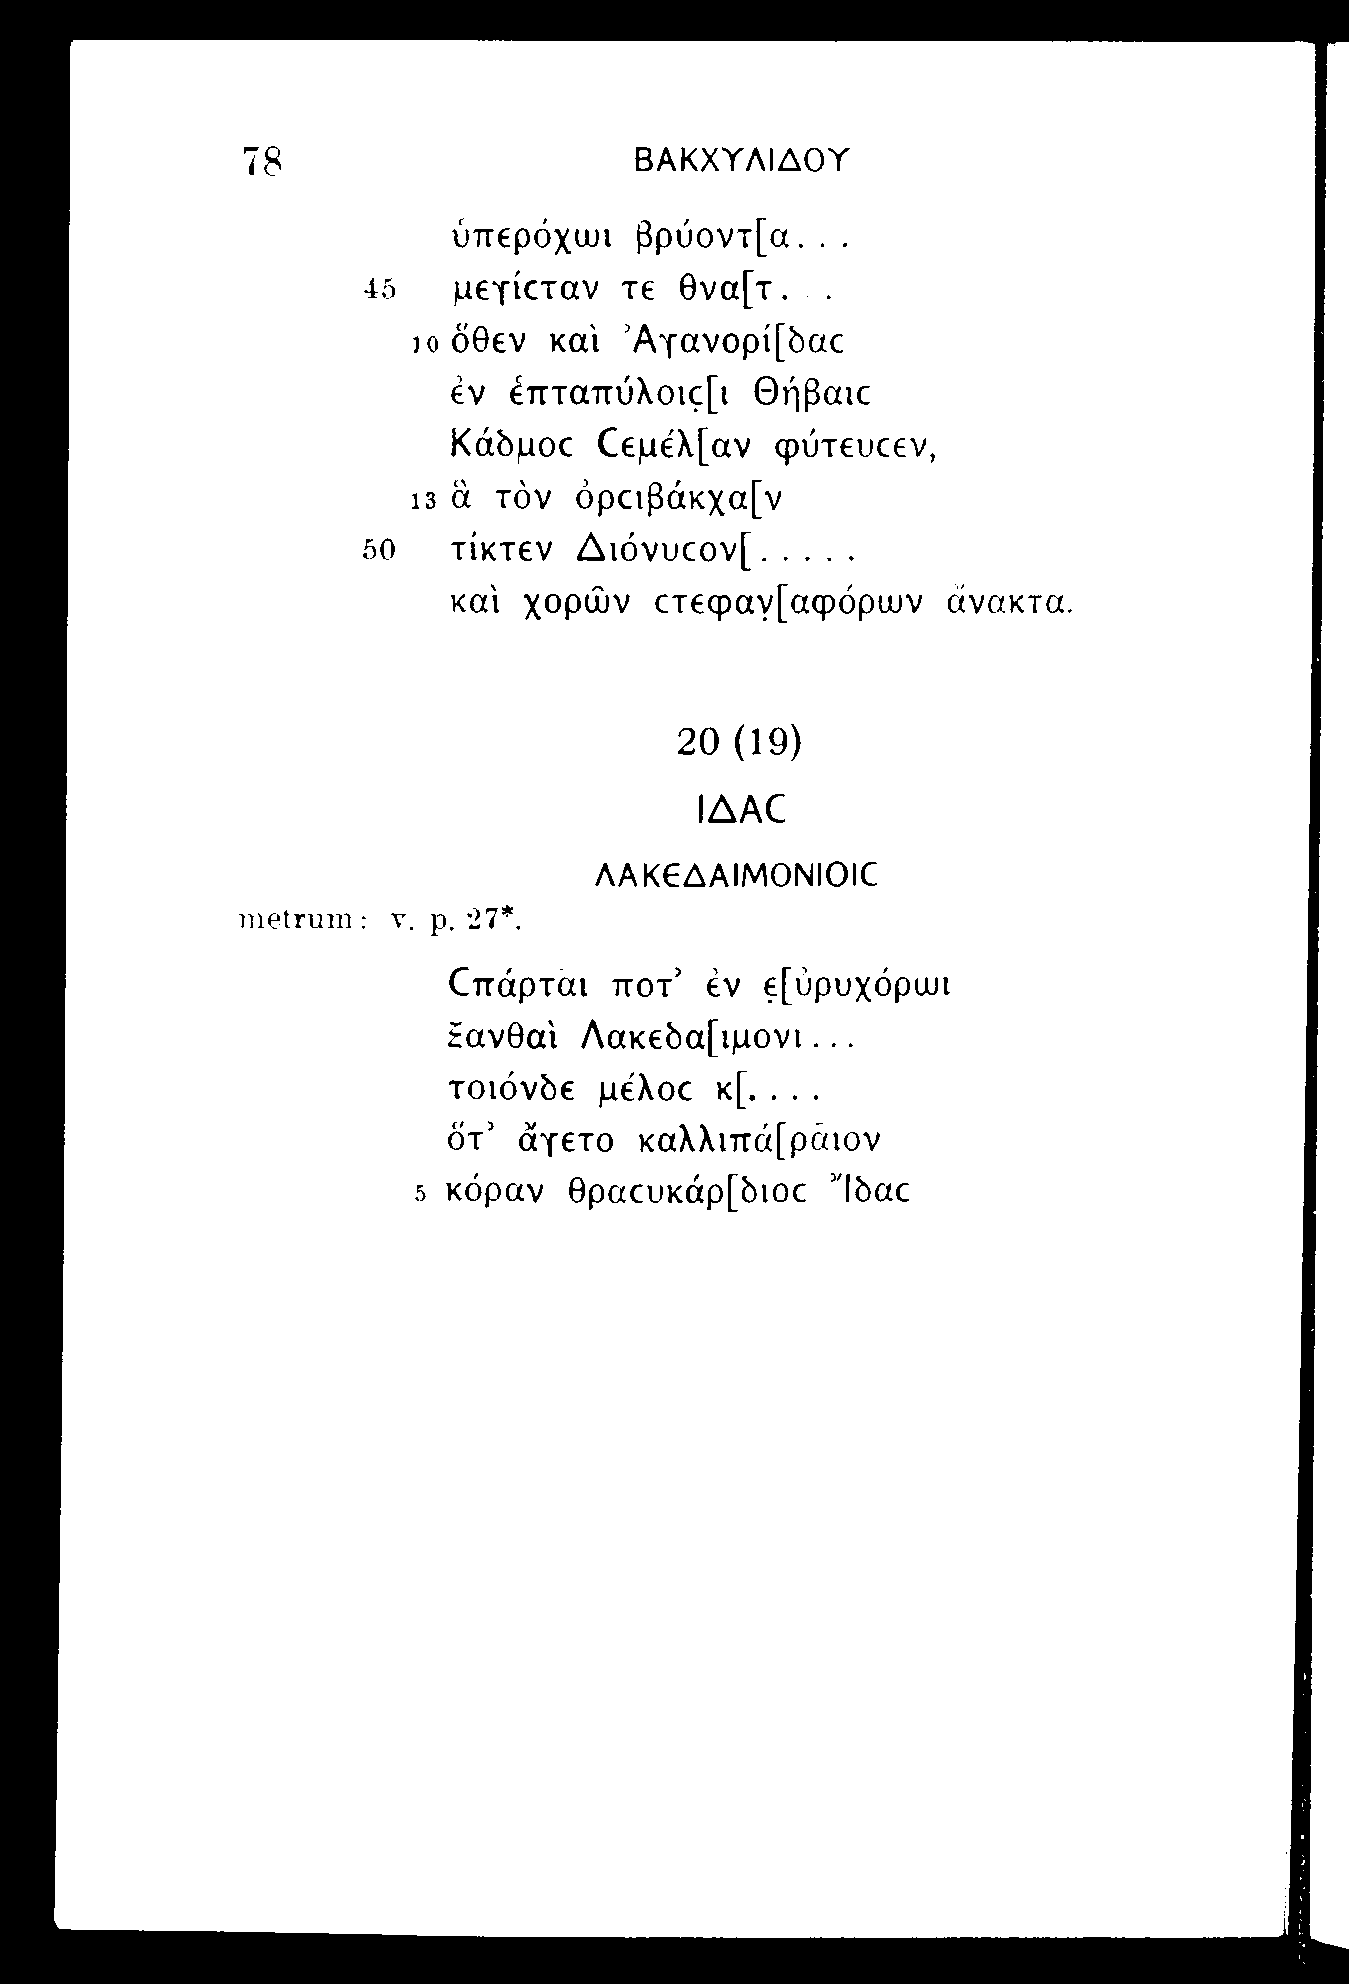 78 ΒΑΚΧΥΛΙΔΟΥ
ὑπερόχωι βρύοντ[α. . .
45 μεγίϲταν τε θνα[τ. . .
10 ὅθεν καὶ Ἀγανορί[δαϲ
ἐν ἑπταπύλοιϲ̣[ι Θήβαιϲ
Κάδμοϲ Ϲεμέλ[αν φύτευϲεν,
13 ἃ τὸν ὀρϲιβάκχα[ν
50 τίκτεν Διόνυϲον[. . . . .
καὶ χορῶν ϲτεφαν̣[αφόρων ἄνακτα.
20 (19)
ΙΔΑϹ
ΛΑΚΕΔΑΙΜΟΝΙΟΙϹ
metrum: v. p. 27*.
Ϲπάρται ποτ’ ἐν ε̣[ὐρυχόρωι
ξανθαὶ Λακεδα[ιμονι . . .
τοιόνδε μέλοϲ κ[. . . .
ὅτ’ ἄγετο καλλιπά[ραιον
5 κόραν θραϲυκάρ[διοϲ Ἴδαϲ